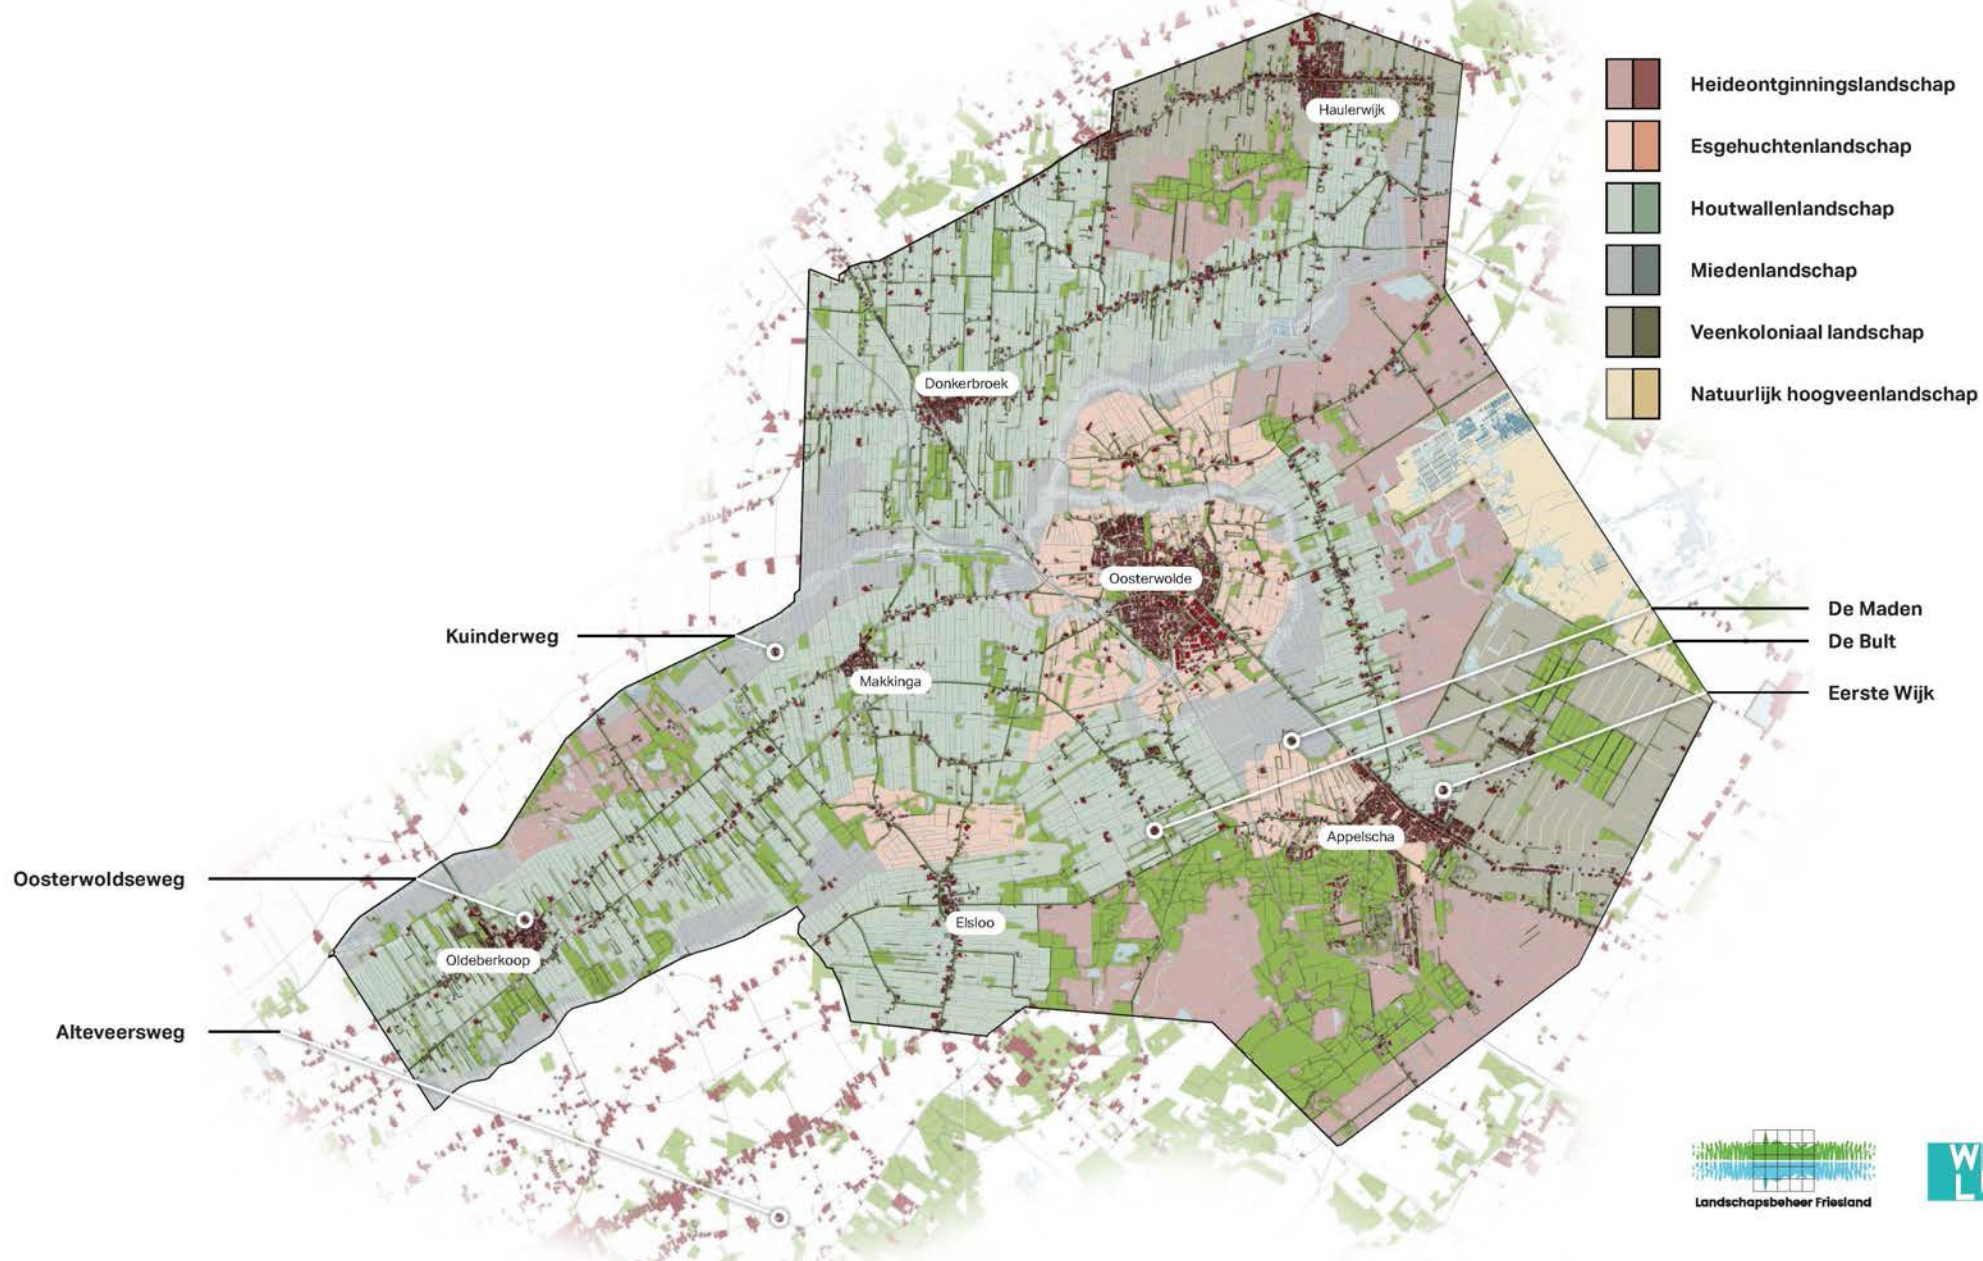 Haulerwijk
Donkerbroek
Oosterwolde
Makkinga
Appelscha
Elsloo
Oldeberkoop
Heideontginningslandschap
Esgehuchtenlandschap
Houtwallenlandschap
Miedenlandschap
Veenkoloniaal landschap
Natuurlijk hoogveenlandschap
Kuinderweg
Oosterwoldseweg
Alteveersweg
De Maden
De Bult
Eerste Wijk
Landschapsbeheer Friesland
W
L